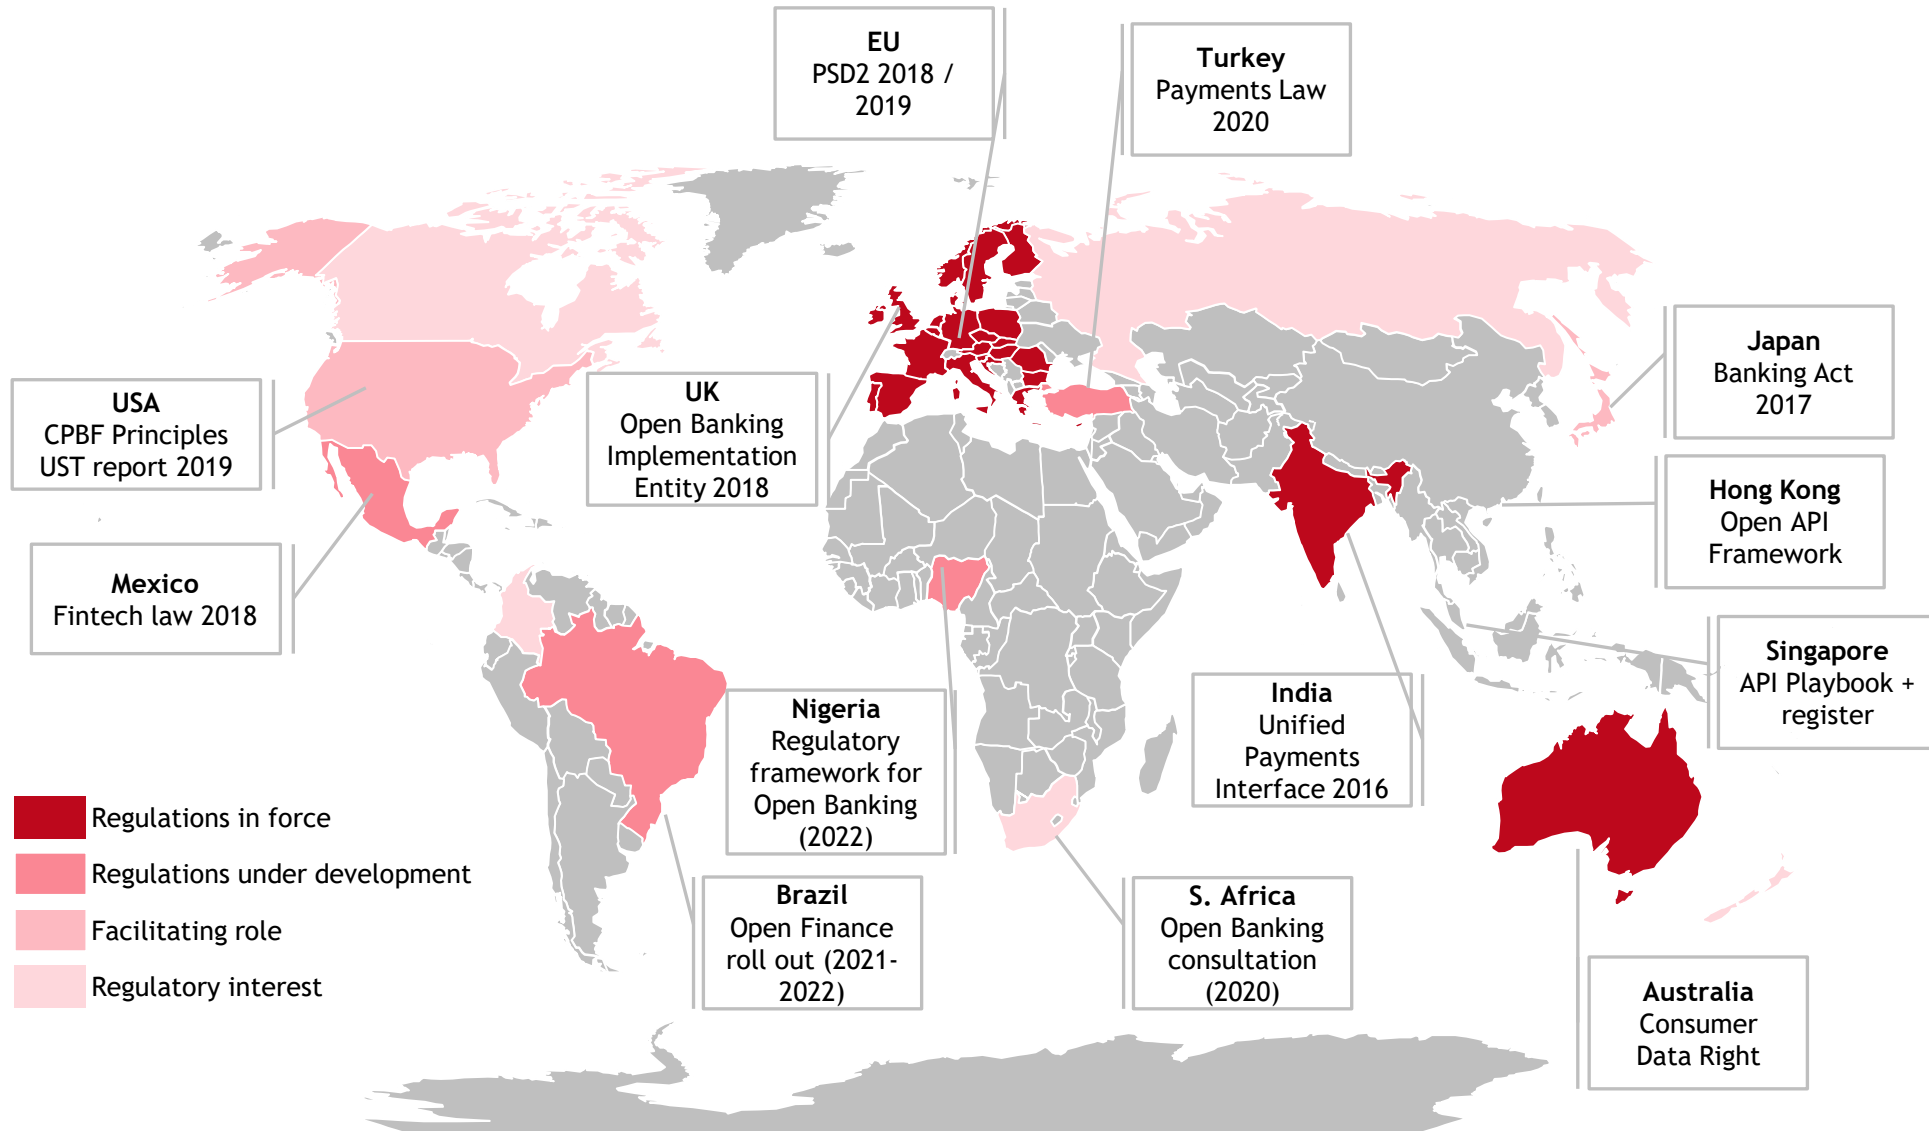 EU
PSD2 2018 /
2019
Turkey
Payments Law
2020
USA
CPBF Principles
UST report 2019
UK
Open Banking
Implementation
Entity 2018
Japan
Banking Act
2017
Hong Kong
Open API
Framework
Mexico
Fintech law 2018
Singapore
API Playbook +
register
Nigeria
Regulatory
framework for
Open Banking
(2022)
India
Unified
Payments
Interface 2016
Regulations in force
Regulations under development
Facilitating role
Regulatory interest
Brazil
Open Finance
roll out (2021-
2022)
S. Africa
Open Banking
consultation
(2020)
Australia
Consumer
Data Right